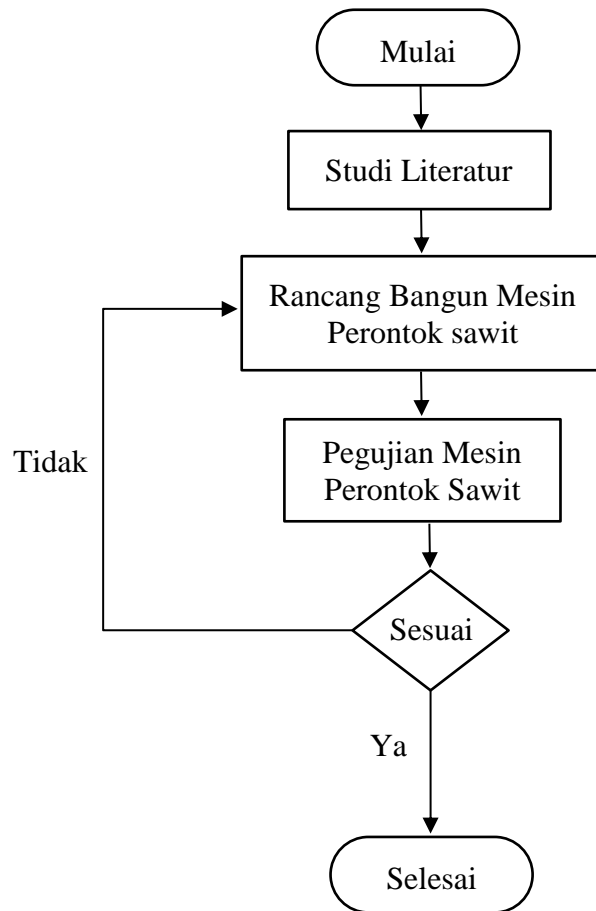 Mulai
Studi Literatur
Rancang Bangun Mesin
Perontok sawit
Pegujian Mesin
Perontok Sawit
Tidak
Sesuai
Ya
Selesai